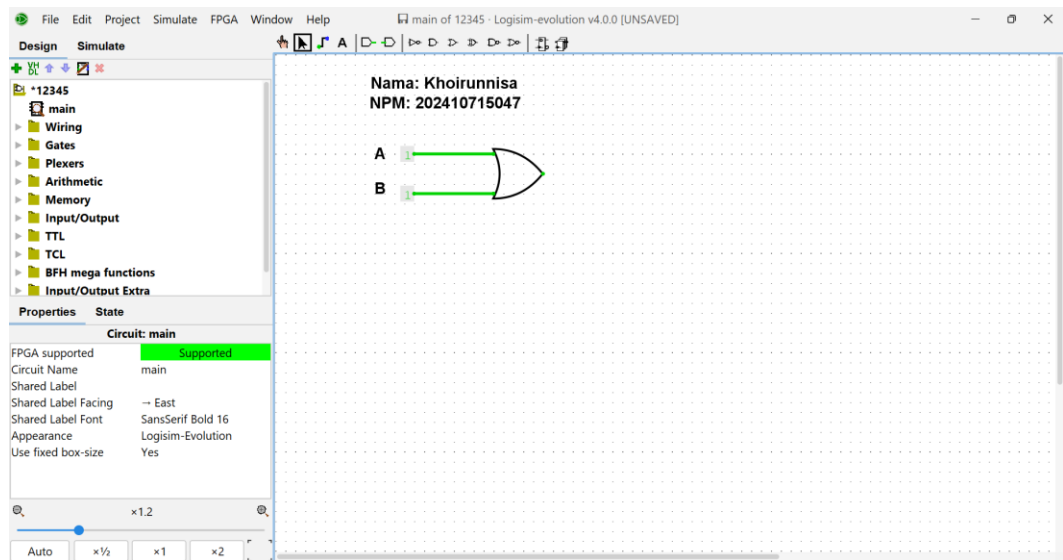 File Edit Project Simulate FPGA Window Help
main of 12345 · Logisim-evolution v4.0.0 [UNSAVED]
Design Simulate
A
VH
DL
*12345
main
Wiring
Gates
Plexers
Arithmetic
Memory
Input/Output
TTL
TCL
BFH mega functions
Input/Output Extra
Properties State
Circuit: main
FPGA supported Supported
Circuit Name main
Shared Label
Shared Label Facing → East
Shared Label Font SansSerif Bold 16
Appearance Logisim-Evolution
Use fixed box-size Yes
×1.2
Auto ×½ ×1 ×2
Nama: Khoirunnisa
NPM: 202410715047
A 1
B 1